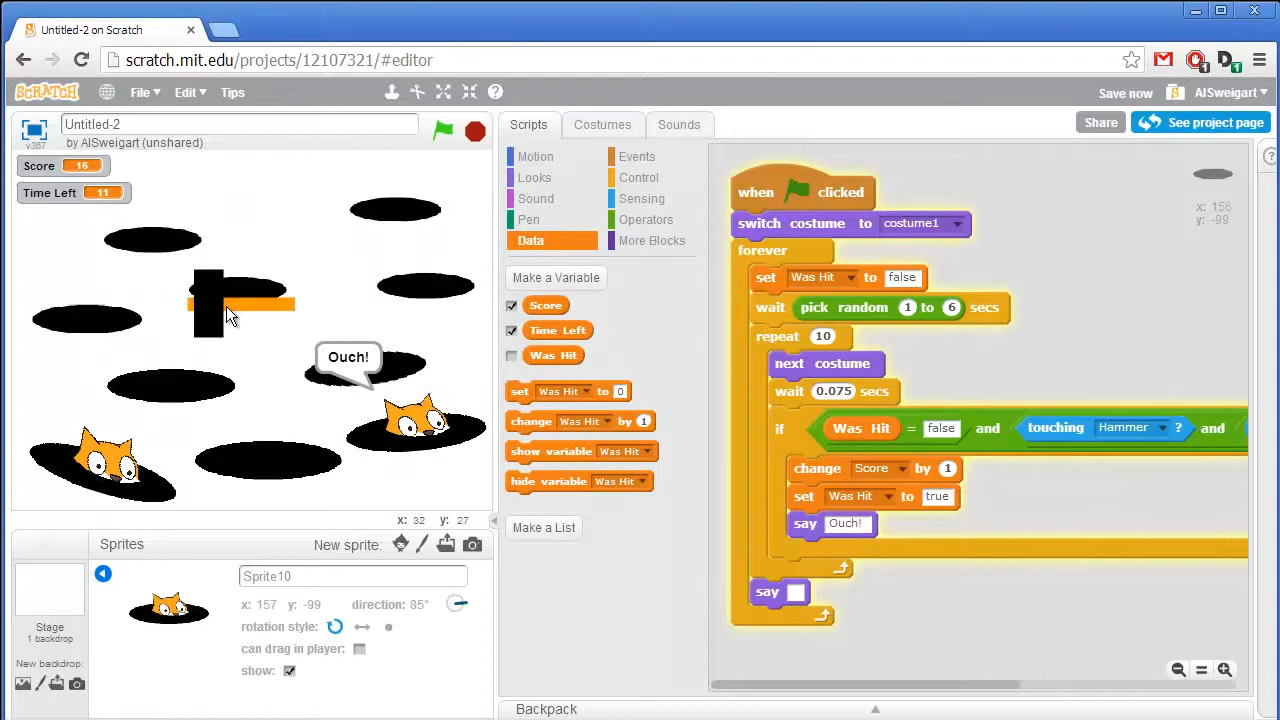 Untitled-2 on Scratch
scratch.mit.edu/projects/12107321/#editor
SCRATCH File Edit Tips Save now AlSweigart
Untitled-2
v387 by AlSweigart (unshared)
Scripts Costumes Sounds Share See project page
Score 16
Time Left 11
Ouch!
x: 32 y: 27
Motion Events
Looks Control
Sound Sensing
Pen Operators
Data More Blocks
Make a Variable
Score
Time Left
Was Hit
set Was Hit to 0
change Was Hit by 1
show variable Was Hit
hide variable Was Hit
Make a List
when clicked
switch costume to costume1
forever
set Was Hit to false
wait pick random 1 to 6 secs
repeat 10
next costume
wait 0.075 secs
if Was Hit = false and touching Hammer ? and
change Score by 1
set Was Hit to true
say Ouch!
say
x: 156
y: -99
Sprites New sprite:
Sprite10
x: 157 y: -99 direction: 85°
rotation style:
can drag in player:
show:
Stage
1 backdrop
New backdrop:
Backpack